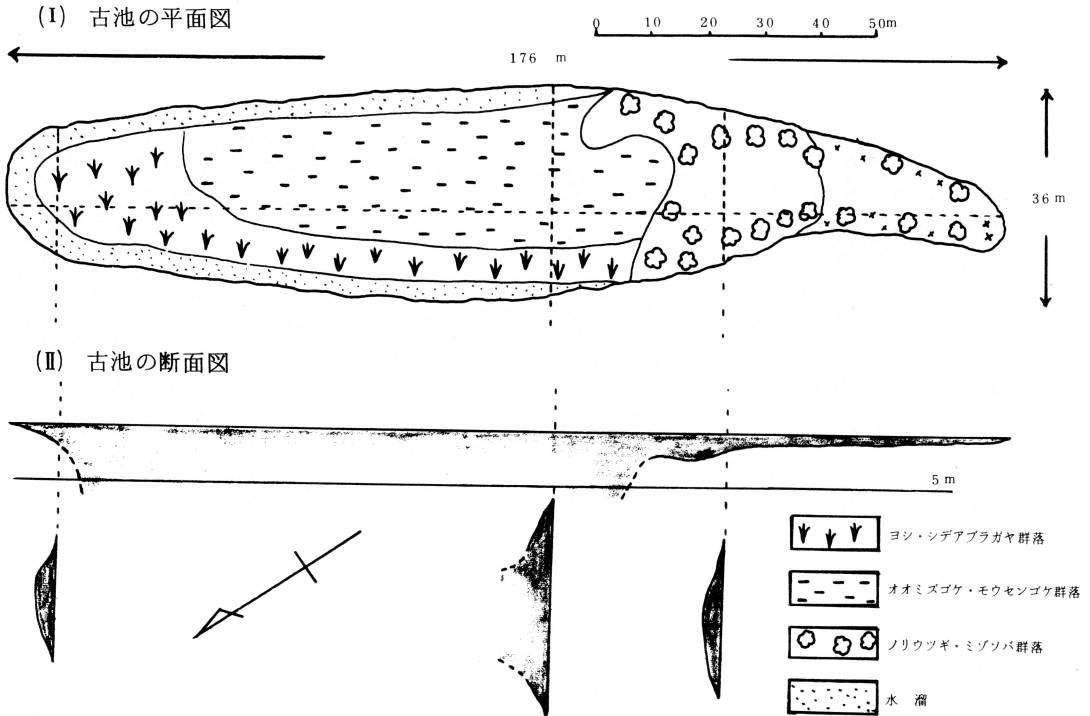 (Ⅰ) 古池の平面図
0 10 20 30 40 50m
176 m
36m
(Ⅱ) 古池の断面図
5m
ヨシ・シデアブラガヤ群落
オオミズゴケ・モウセンゴケ群落
ノリウツギ・ミゾソバ群落
水溜